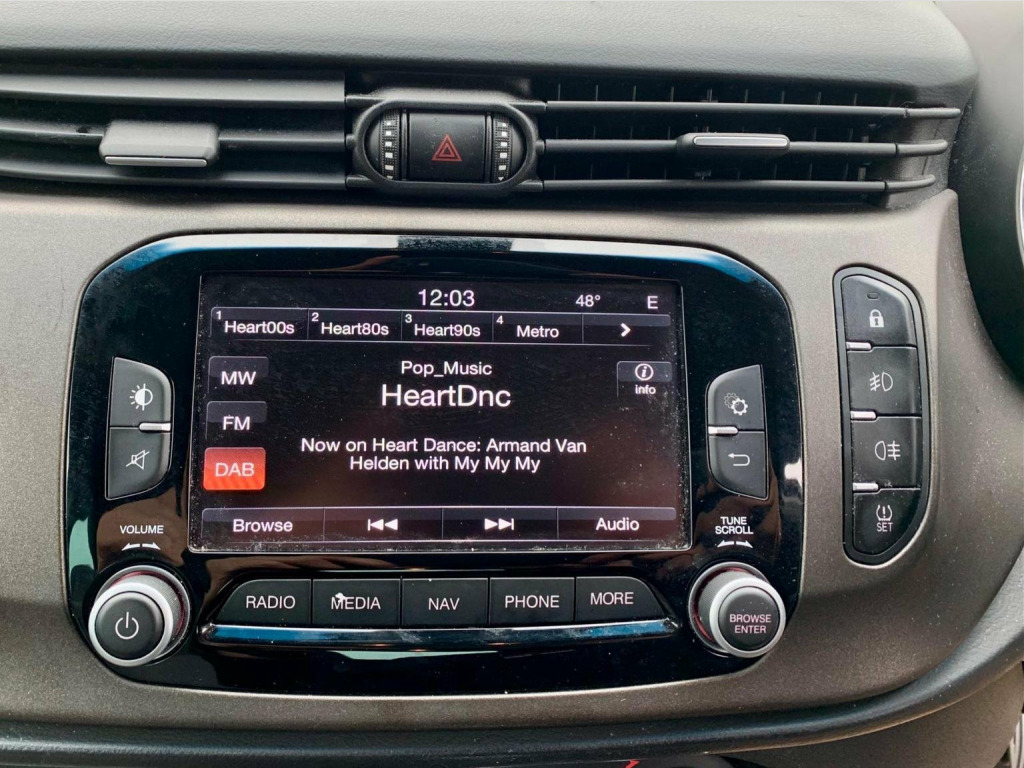 12:03 48° E
1 Heart00s 2 Heart80s 3 Heart90s 4 Metro >
MW
FM
DAB
Pop_Music
HeartDnc
i
info
Now on Heart Dance: Armand Van
Helden with My My My
Browse Audio
VOLUME
TUNE
SCROLL
RADIO MEDIA NAV PHONE MORE
BROWSE
ENTER
SET